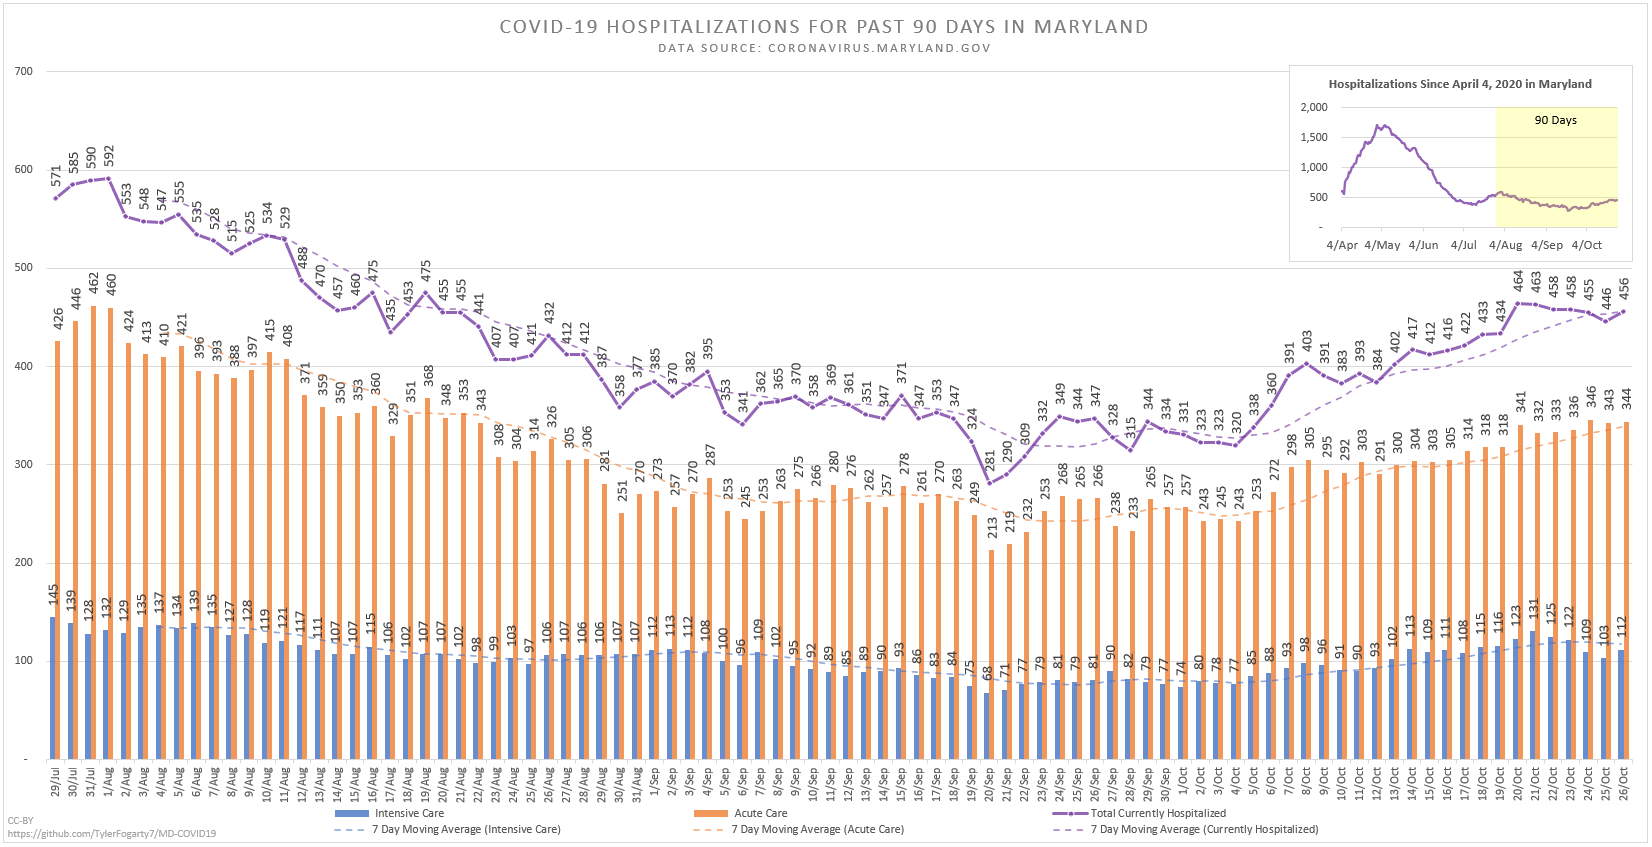 COVID-19 HOSPITALIZATIONS FOR PAST 90 DAYS IN MARYLAND
DATA SOURCE: CORONAVIRUS.MARYLAND.GOV
700
600
500
400
300
200
100
-
Hospitalizations Since April 4, 2020 in Maryland
2,000
1,500
1,000
500
-
90 Days
4/Apr 4/May 4/Jun 4/Jul 4/Aug 4/Sep 4/Oct
571 585 590 592 553 548 547 555 535 528 515 525 534 529 488 470 457 460 475 435 453 475 455 455 441 407 407 411 432 412 412 387 358 377 385 370 382 395 353 341 362 365 370 358 369 361 351 347 371 347 353 347 324 281 290 309 332 349 344 347 328 315 344 334 331 323 323 320 338 360 391 403 391 383 393 384 402 417 412 416 422 433 434 464 463 458 458 455 446 456
426 446 462 460 424 413 410 421 396 393 388 397 415 408 371 359 350 353 360 329 351 368 348 353 343 308 304 314 326 305 306 281 251 270 273 257 270 287 253 245 253 263 275 266 280 276 262 257 278 261 270 263 249 213 219 232 253 268 265 266 238 233 265 257 257 243 245 243 253 272 298 305 295 292 303 291 300 304 303 305 314 318 318 341 332 333 336 346 343 344
145 139 128 132 129 135 137 134 139 135 127 128 119 121 117 111 107 107 115 106 102 107 107 102 98 99 103 97 106 107 106 106 107 107 112 113 112 108 100 96 109 102 95 92 89 85 89 90 93 86 83 84 75 68 71 77 79 81 79 81 90 82 79 77 74 80 78 77 85 88 93 98 96 91 90 93 102 113 109 111 108 115 116 123 131 125 122 109 103 112
29/Jul 30/Jul 31/Jul 1/Aug 2/Aug 3/Aug 4/Aug 5/Aug 6/Aug 7/Aug 8/Aug 9/Aug 10/Aug 11/Aug 12/Aug 13/Aug 14/Aug 15/Aug 16/Aug 17/Aug 18/Aug 19/Aug 20/Aug 21/Aug 22/Aug 23/Aug 24/Aug 25/Aug 26/Aug 27/Aug 28/Aug 29/Aug 30/Aug 31/Aug 1/Sep 2/Sep 3/Sep 4/Sep 5/Sep 6/Sep 7/Sep 8/Sep 9/Sep 10/Sep 11/Sep 12/Sep 13/Sep 14/Sep 15/Sep 16/Sep 17/Sep 18/Sep 19/Sep 20/Sep 21/Sep 22/Sep 23/Sep 24/Sep 25/Sep 26/Sep 27/Sep 28/Sep 29/Sep 30/Sep 1/Oct 2/Oct 3/Oct 4/Oct 5/Oct 6/Oct 7/Oct 8/Oct 9/Oct 10/Oct 11/Oct 12/Oct 13/Oct 14/Oct 15/Oct 16/Oct 17/Oct 18/Oct 19/Oct 20/Oct 21/Oct 22/Oct 23/Oct 24/Oct 25/Oct 26/Oct
Intensive Care Acute Care Total Currently Hospitalized
7 Day Moving Average (Intensive Care) 7 Day Moving Average (Acute Care) 7 Day Moving Average (Currently Hospitalized)
CC-BY
https://github.com/TylerFogarty7/MD-COVID19